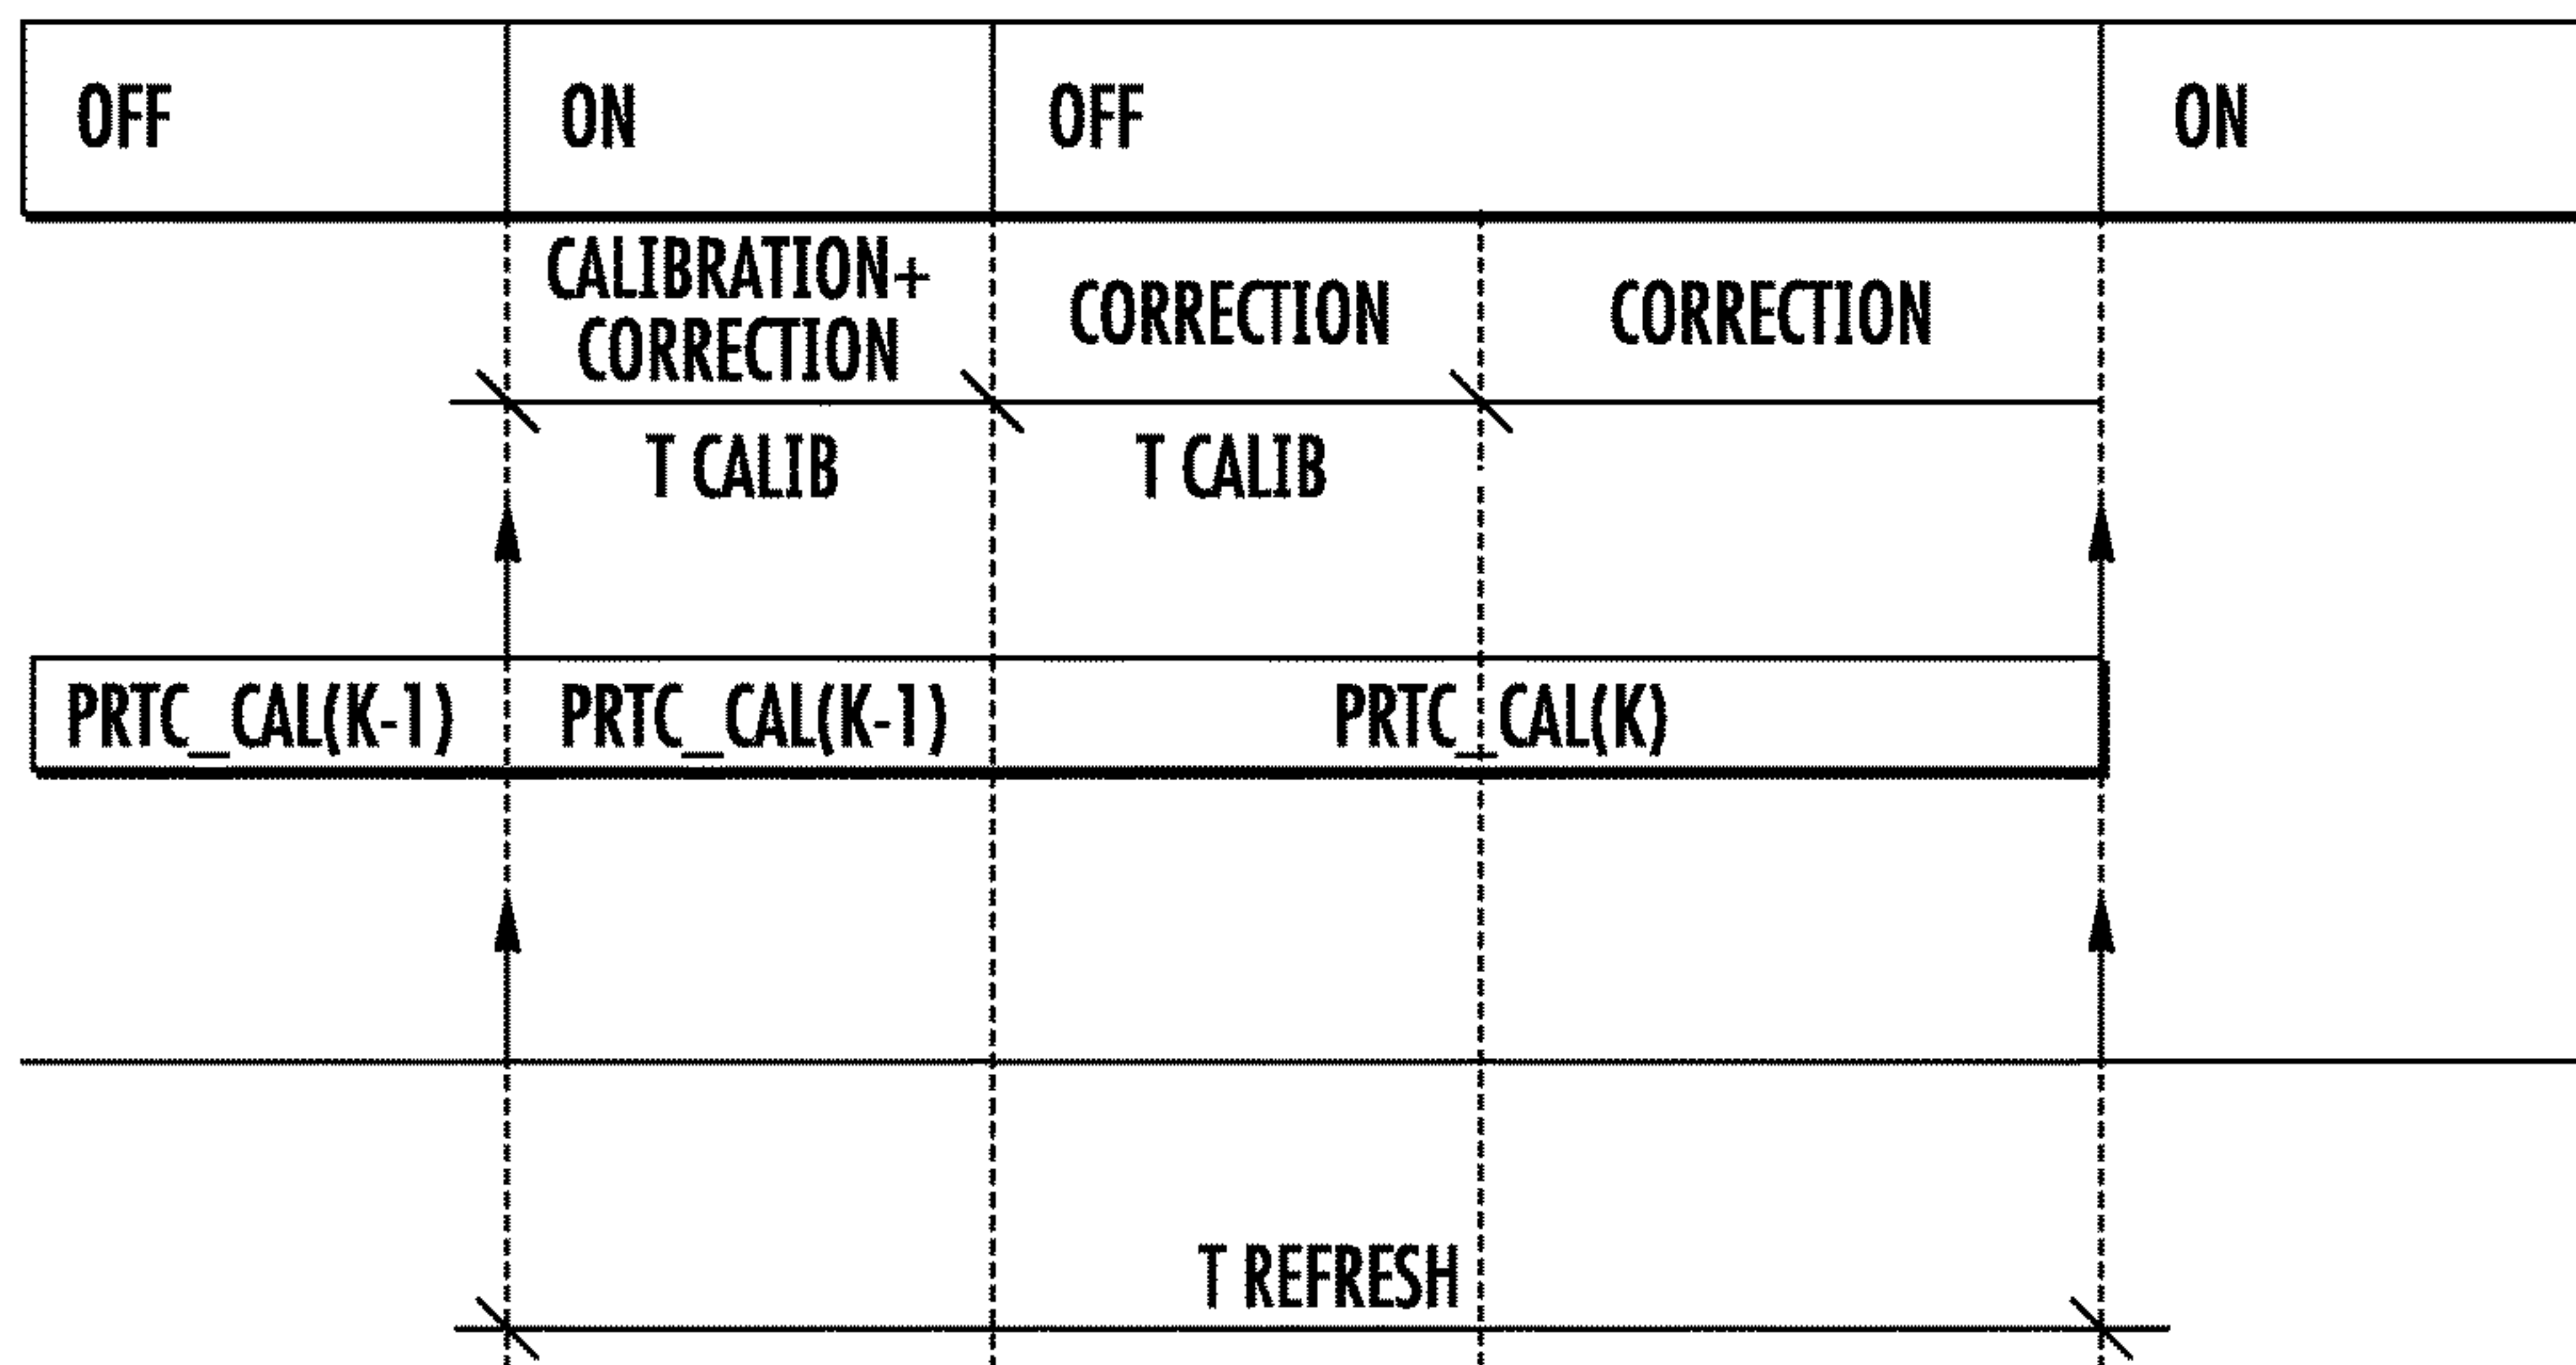 OFF
ON
OFF
ON
CALIBRATION+
CORRECTION
CORRECTION
CORRECTION
T CALIB
T CALIB
PRTC_CAL(K-1)
PRTC_CAL(K-1)
PRTC_CAL(K)
T REFRESH